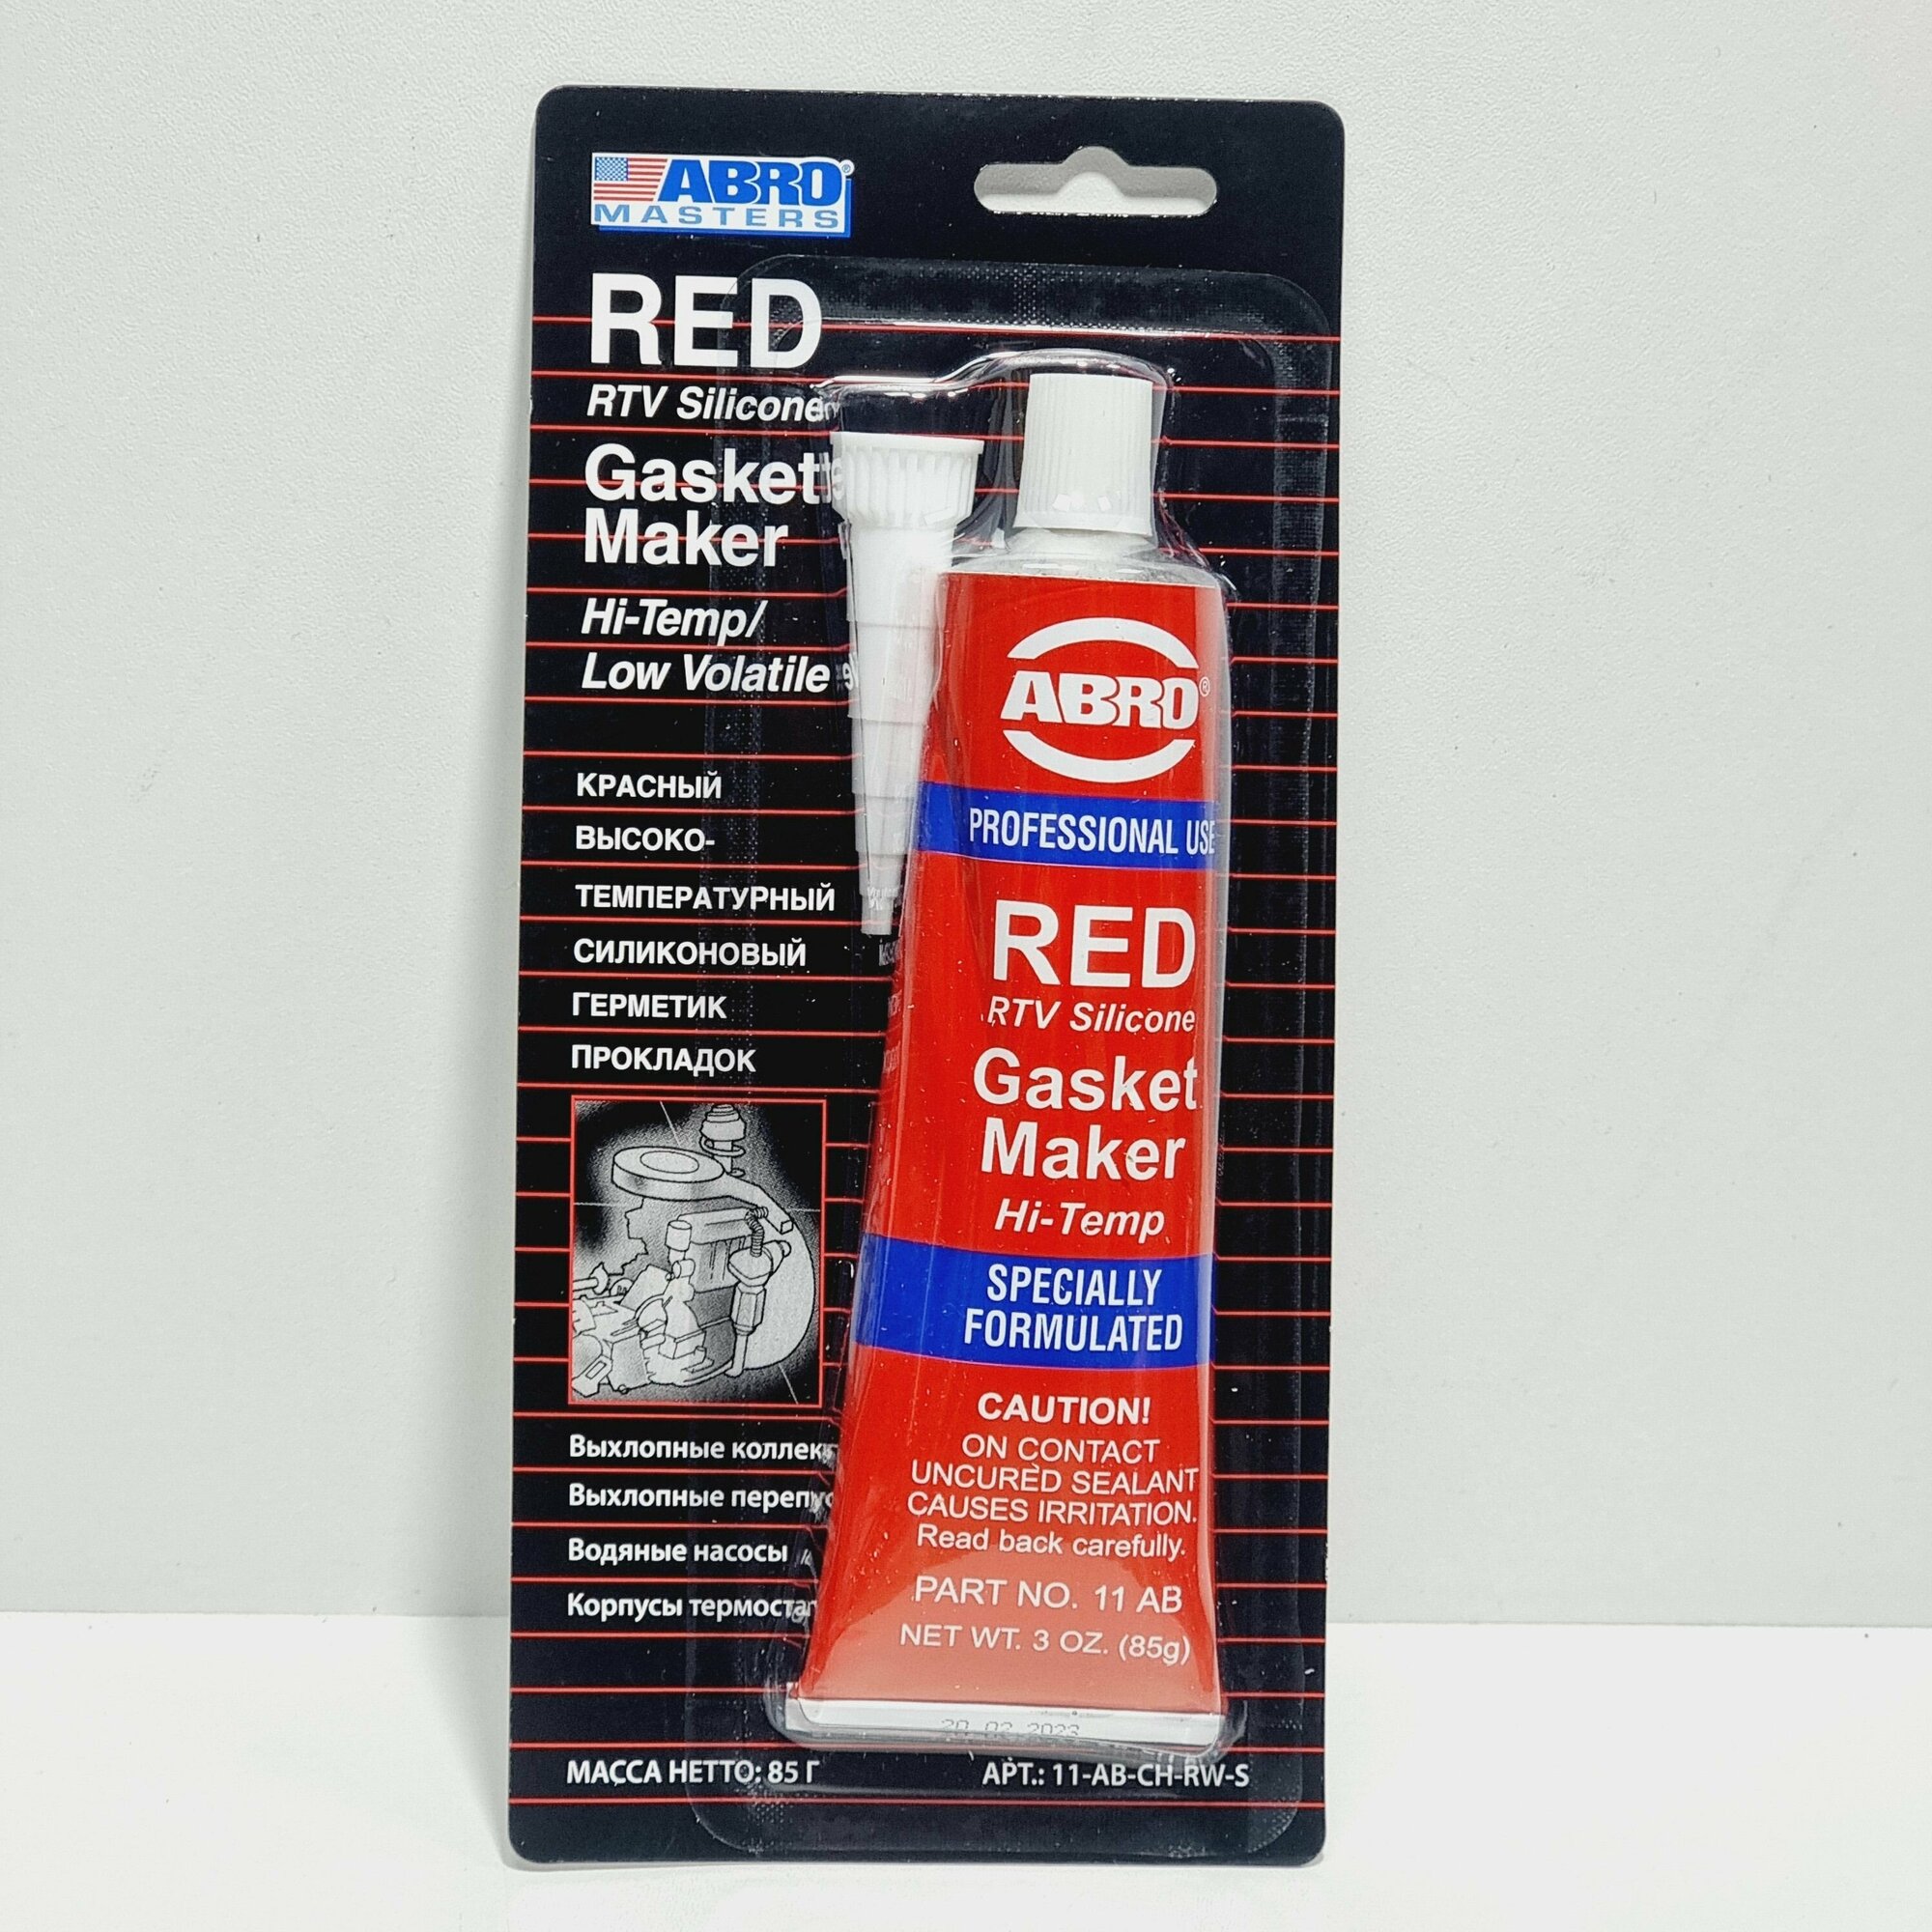 ABRO®
MASTERS
RED
RTV Silicone
Gasket
Maker
Hi-Temp/
Low Volatile
КРАСНЫЙ
ВЫСОКО-
ТЕМПЕРАТУРНЫЙ
СИЛИКОНОВЫЙ
ГЕРМЕТИК
ПРОКЛАДОК
Выхлопные
Выхлопные
Водяные насосы
Корпусы
МАССА НЕТТО: 85 Г
АРТ.: 11-AB-CH-RW-S
ABRO®
PROFESSIONAL USE
RED
RTV Silicone
Gasket
Maker
Hi-Temp
SPECIALLY
FORMULATED
CAUTION!
ON CONTACT
UNCURED SEALANT
CAUSES IRRITATION.
Read back carefully.
PART NO. 11 AB
NET WT. 3 OZ. (85g)
20 02 2023